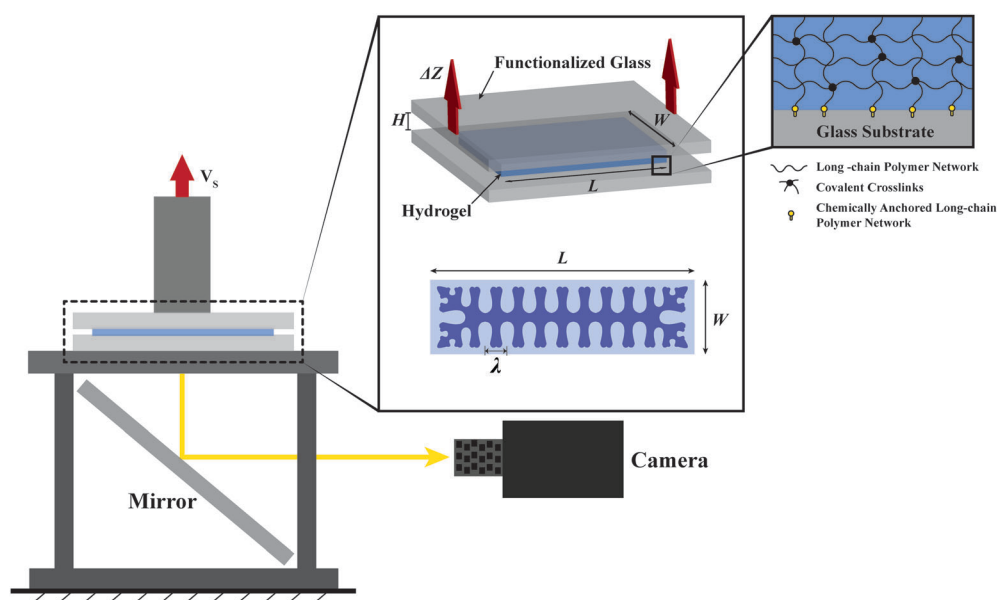 Functionalized Glass
ΔZ
H
W
L
Hydrogel
Glass Substrate
Long -chain Polymer Network
Covalent Crosslinks
Chemically Anchored Long-chain
Polymer Network
Vs
L
W
λ
Camera
Mirror